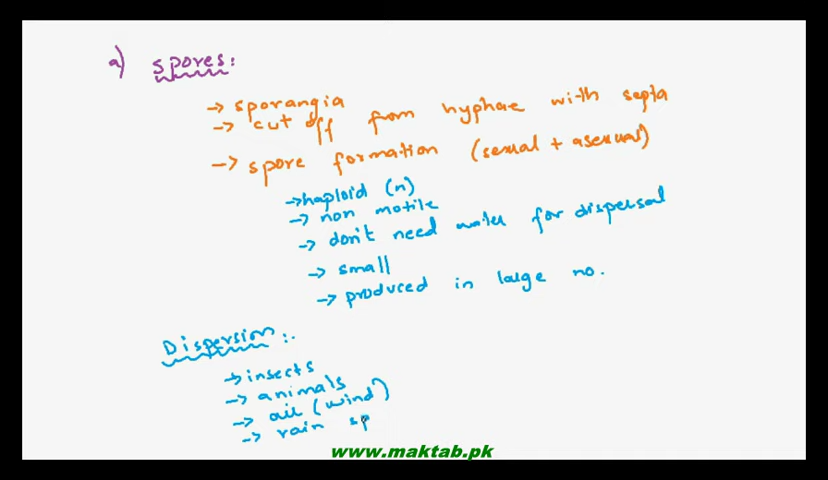 a) spores:
→ sporangia
→ cut off from hyphae with septa
→ spore formation (sexual + asexual)
→ haploid (n)
→ non motile
→ don't need water for dispersal
→ small
→ produced in large no.
Dispersion:.
→ insects
→ animals
→ air (wind)
→ rain sp
www.maktab.pk